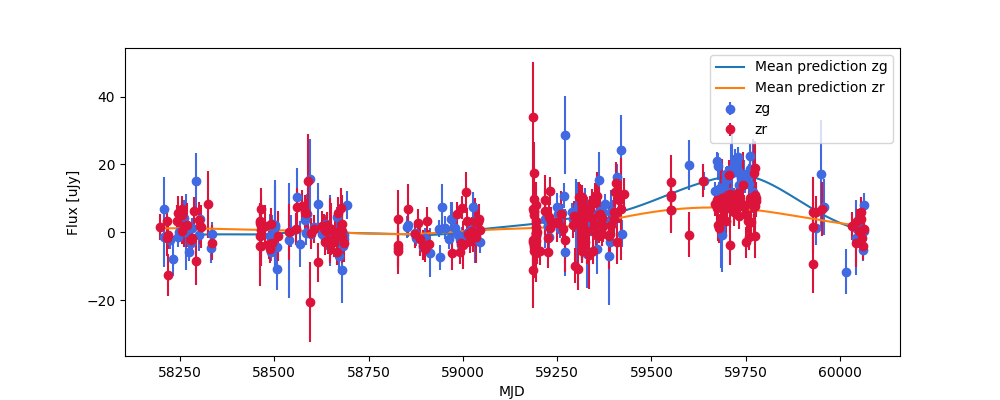 Mean prediction zg
Mean prediction zr
zg
zr
Flux [uJy]
40
20
0
−20
58250 58500 58750 59000 59250 59500 59750 60000
MJD